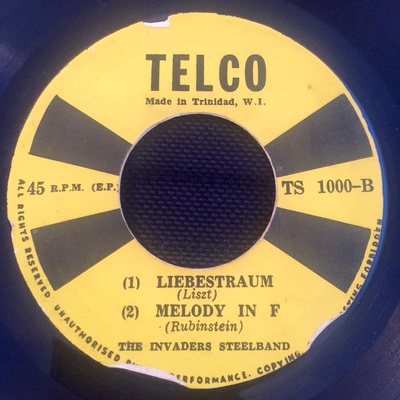 TELCO
Made in Trinidad, W.I.
45 R.P.M. (E.P.)
TS 1000-B
(1) LIEBESTRAUM
(Liszt)
(2) MELODY IN F
(Rubinstein)
THE INVADERS STEELBAND
ALL RIGHTS RESERVED. UNAUTHORISED PERFORMANCE, COPYING FORBIDDEN